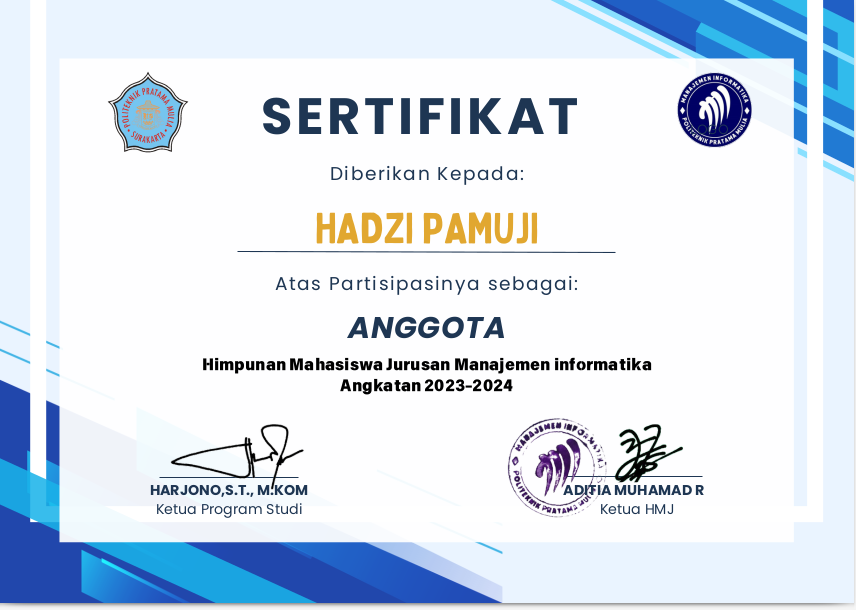 POLITEKNIK PRATAMA MULIA
SURAKARTA
MANAJEMEN INFORMATIKA
POLITEKNIK PRATAMA MULIA
SERTIFIKAT
Diberikan Kepada:
HADZI PAMUJI
Atas Partisipasinya sebagai:
ANGGOTA
Himpunan Mahasiswa Jurusan Manajemen informatika
Angkatan 2023-2024
MANAJEMEN INFORMATIKA
POLITEKNIK PRATAMA MULIA
HARJONO,S.T., M.KOM
Ketua Program Studi
ADITIA MUHAMAD R
Ketua HMJ